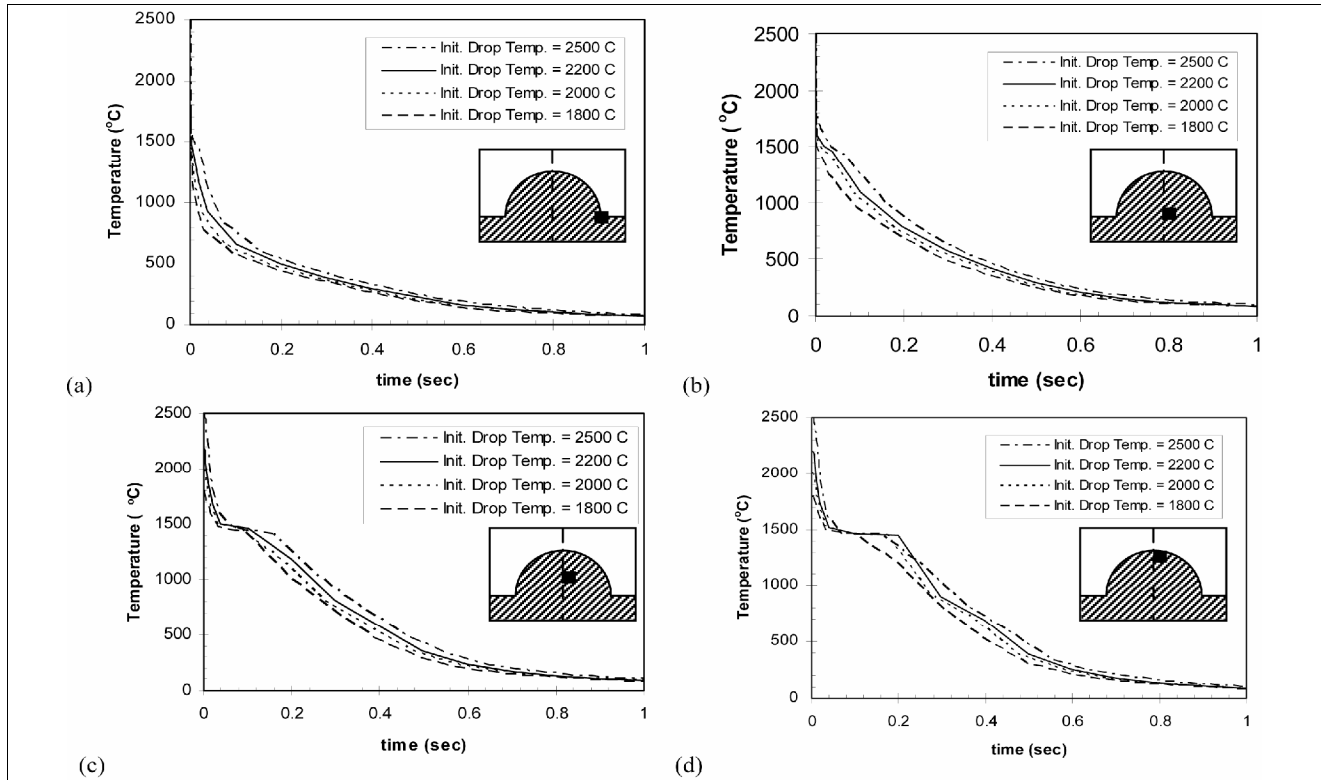 2500
2000
1500
1000
500
0
Temperature (°C)
Init. Drop Temp. = 2500 C
Init. Drop Temp. = 2200 C
Init. Drop Temp. = 2000 C
Init. Drop Temp. = 1800 C
0 0.2 0.4 0.6 0.8 1
time (sec)
(a)
2500
2000
1500
1000
500
0
Temperature ( °C)
Init. Drop Temp. = 2500 C
Init. Drop Temp. = 2200 C
Init. Drop Temp. = 2000 C
Init. Drop Temp. = 1800 C
0 0.2 0.4 0.6 0.8 1
time (sec)
(b)
2500
2000
1500
1000
500
0
Temperature ( °C)
Init. Drop Temp. = 2500 C
Init. Drop Temp. = 2200 C
Init. Drop Temp. = 2000 C
Init. Drop Temp. = 1800 C
0 0.2 0.4 0.6 0.8 1
time (sec)
(c)
2500
2000
1500
1000
500
0
Temperature (°C)
Init. Drop Temp. = 2500 C
Init. Drop Temp. = 2200 C
Init. Drop Temp. = 2000 C
Init. Drop Temp. = 1800 C
0 0.2 0.4 0.6 0.8 1
time (sec)
(d)